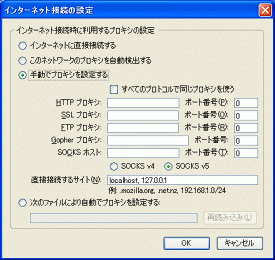 インターネット接続の設定
インターネット接続時に利用するプロキシの設定
インターネットに直接接続する
このネットワークのプロキシを自動検出する
手動でプロキシを設定する
すべてのプロトコルで同じプロキシを使う
HTTP プロキシ: ポート番号(P): 0
SSL プロキシ: ポート番号(O): 0
FTP プロキシ: ポート番号(R): 0
Gopher プロキシ: ポート番号(I): 0
SOCKS ホスト: ポート番号(T): 0
SOCKS v4 SOCKS v5
直接接続するサイト(N): localhost, 127.0.0.1
例: .mozilla.org, .net.nz, 192.168.1.0/24
次のファイルにより自動でプロキシを設定する:
再読み込み(L)
OK キャンセル